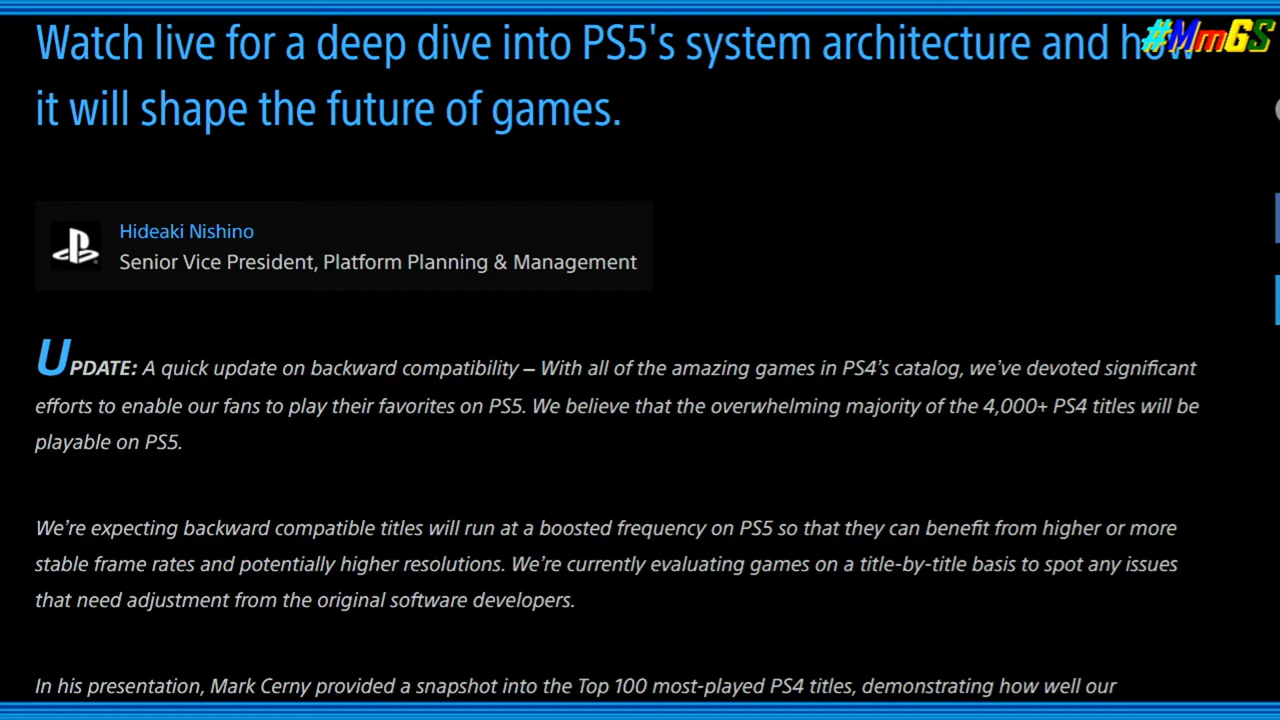 Watch live for a deep dive into PS5's system architecture and how
#MmGS
it will shape the future of games.
Hideaki Nishino
Senior Vice President, Platform Planning & Management
UPDATE: A quick update on backward compatibility – With all of the amazing games in PS4’s catalog, we’ve devoted significant
efforts to enable our fans to play their favorites on PS5. We believe that the overwhelming majority of the 4,000+ PS4 titles will be
playable on PS5.
We’re expecting backward compatible titles will run at a boosted frequency on PS5 so that they can benefit from higher or more
stable frame rates and potentially higher resolutions. We’re currently evaluating games on a title-by-title basis to spot any issues
that need adjustment from the original software developers.
In his presentation, Mark Cerny provided a snapshot into the Top 100 most-played PS4 titles, demonstrating how well our